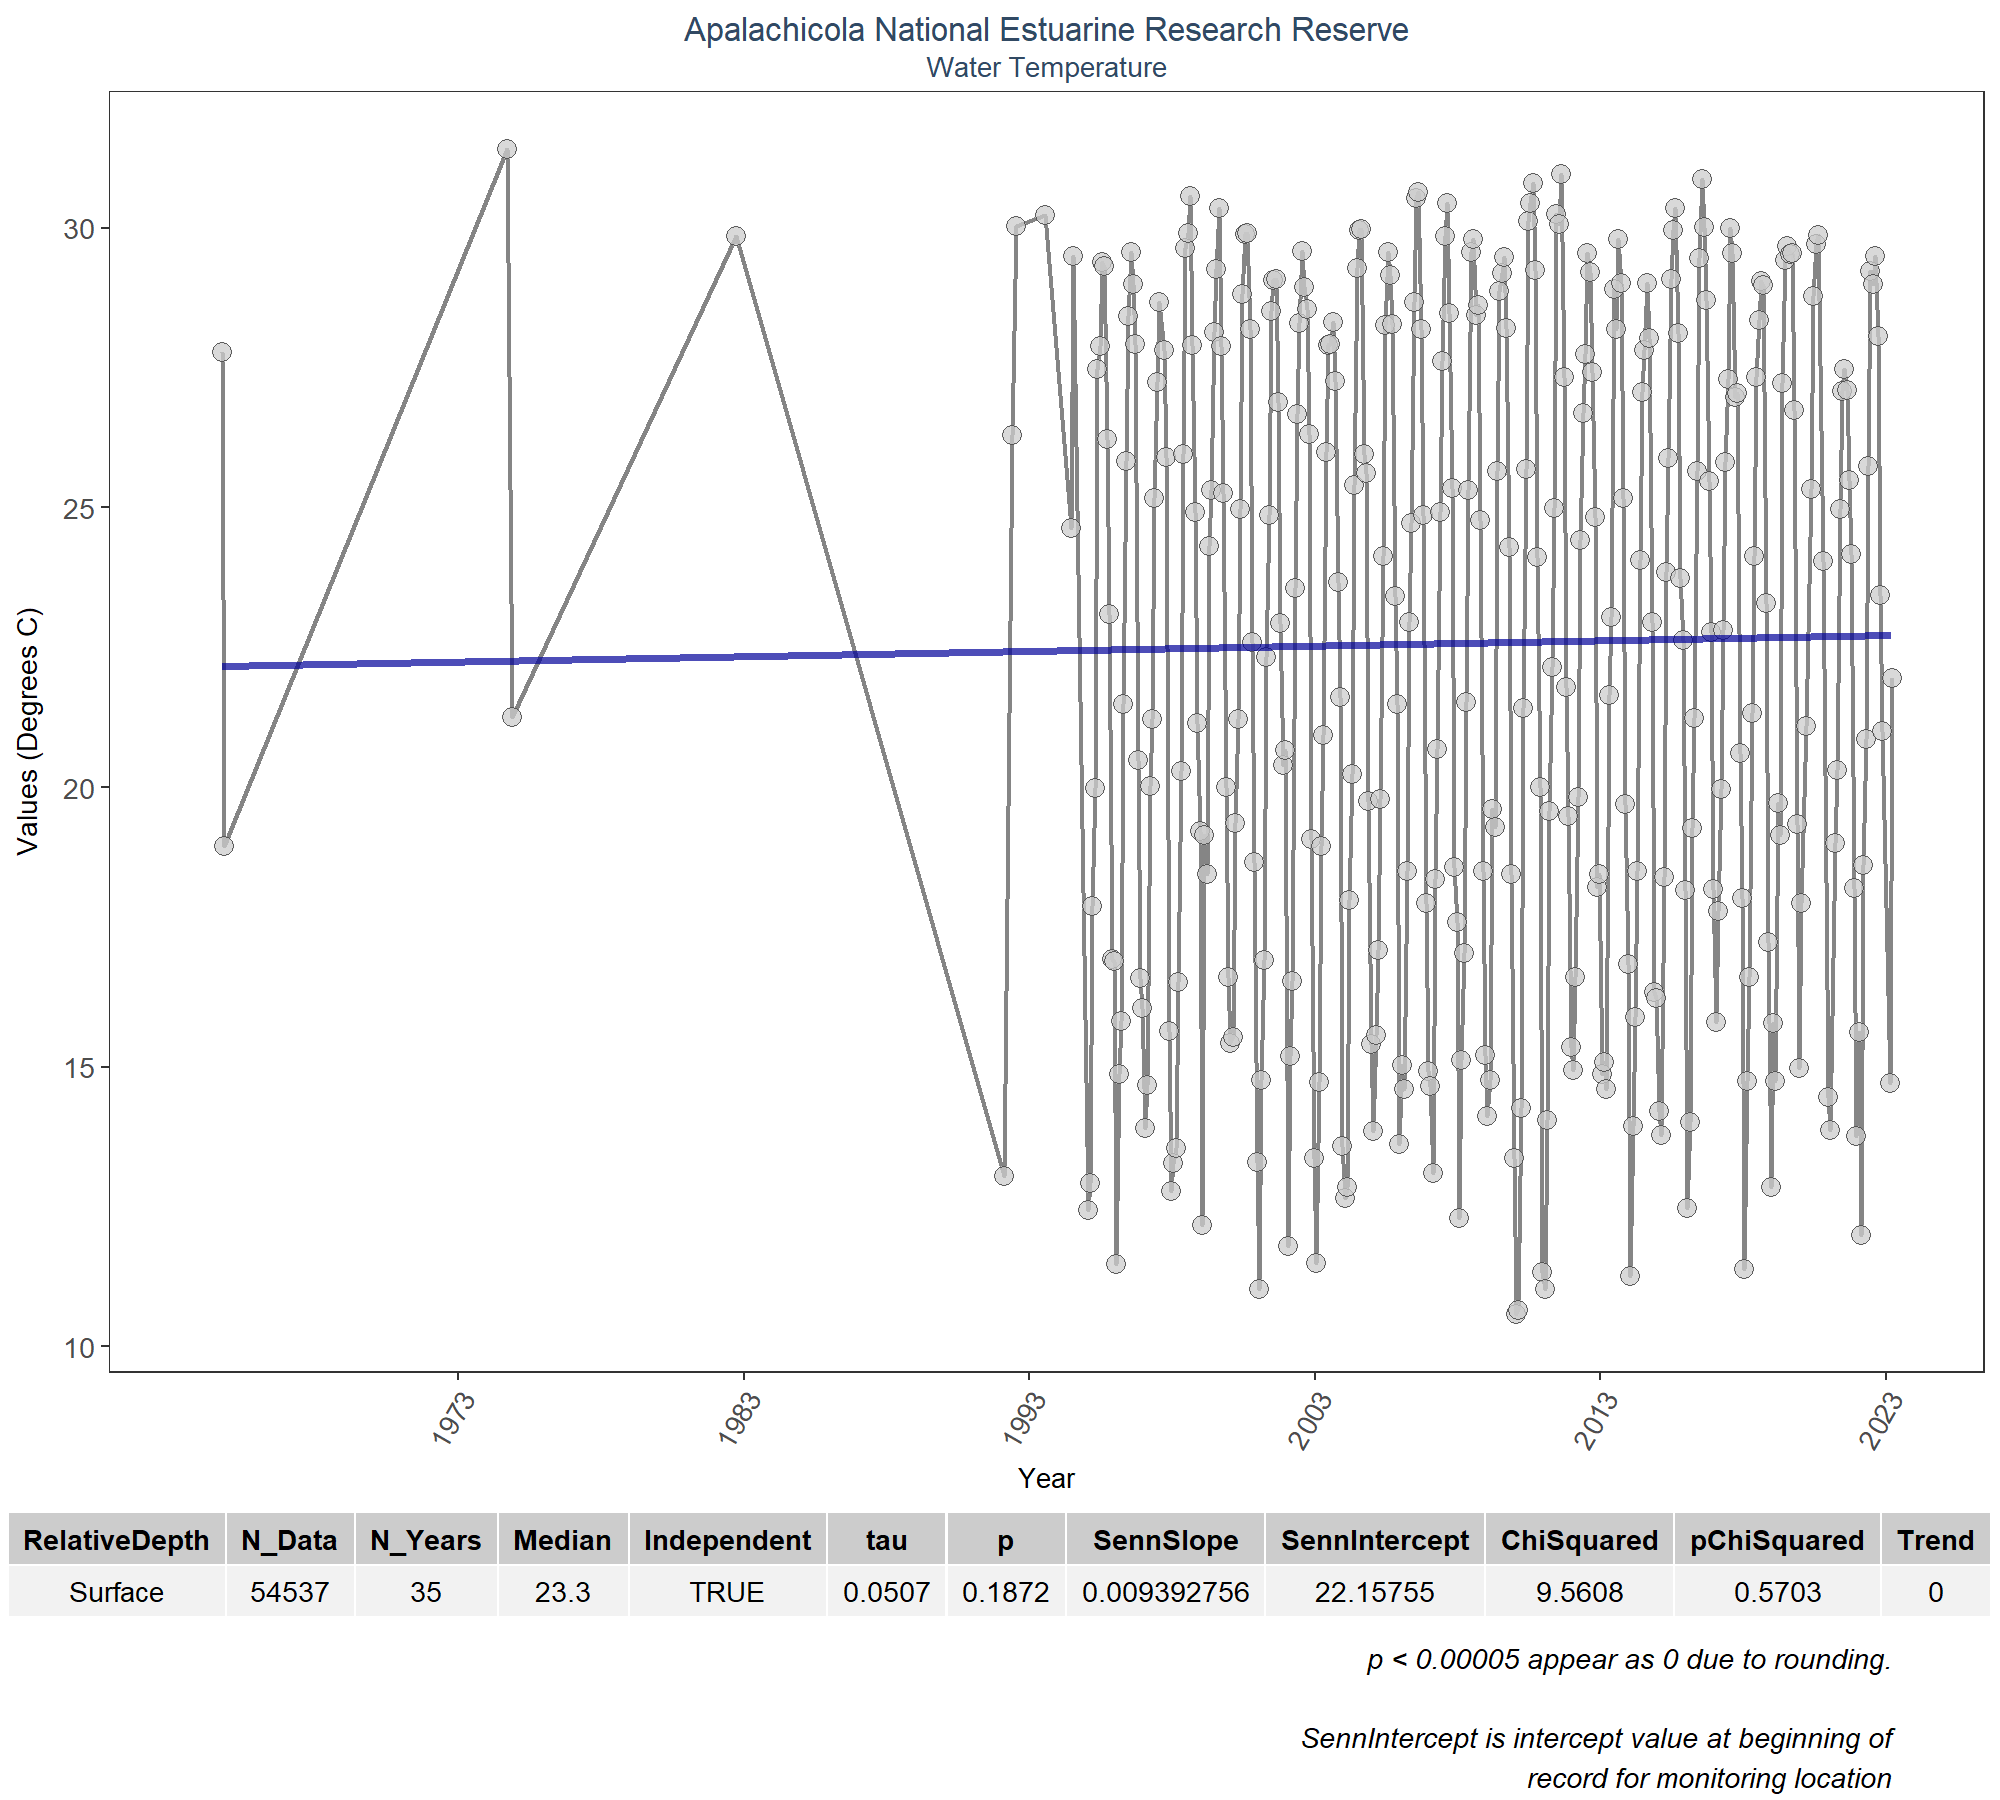 Apalachicola National Estuarine Research Reserve
Water Temperature
Values (Degrees C)
30
25
20
15
10
1973
1983
1993
2003
2013
2023
Year
RelativeDepth N_Data N_Years Median Independent tau p SennSlope SennIntercept ChiSquared pChiSquared Trend
Surface 54537 35 23.3 TRUE 0.0507 0.1872 0.009392756 22.15755 9.5608 0.5703 0
p < 0.00005 appear as 0 due to rounding.
SennIntercept is intercept value at beginning of
record for monitoring location